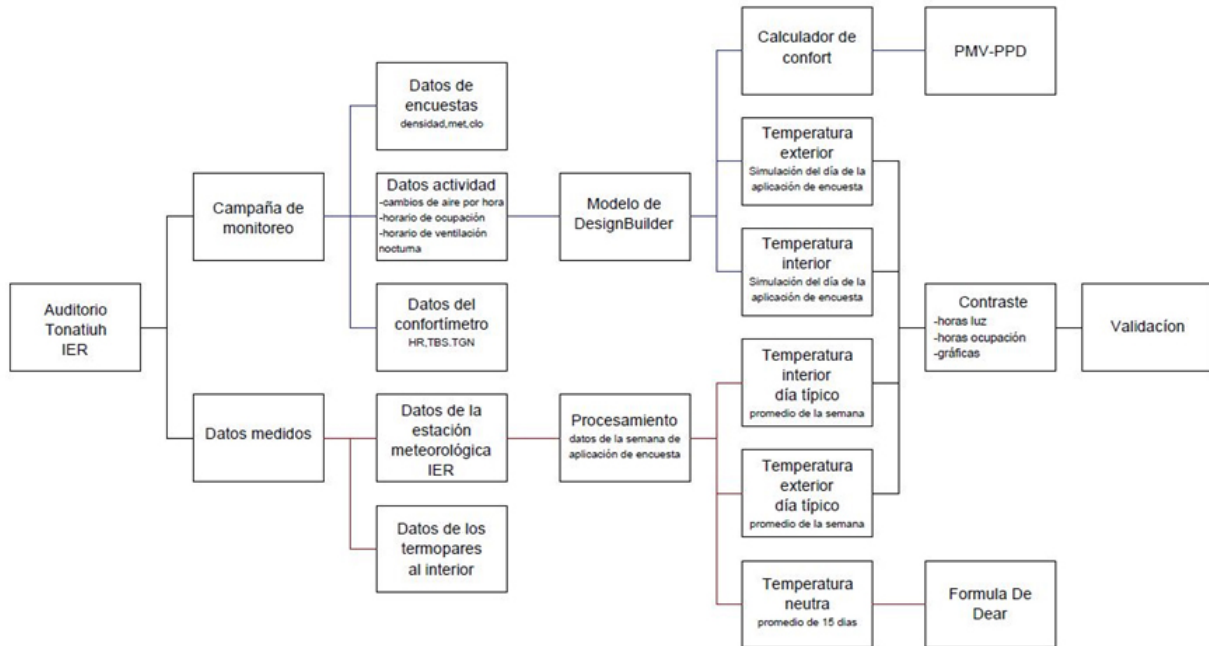 Auditorio
Tonatiuh
IER
Campaña de
monitoreo
Datos medidos
Datos de
encuestas
densidad,met,clo
Datos actividad
-cambios de aire por hora
-horario de ocupación
-horario de ventilación
nocturna
Datos del
confortímetro
HR,TBS.TGN
Datos de la
estación
meteorológica
IER
Datos de los
termopares
al interior
Modelo de
DesignBuilder
Procesamiento
datos de la semana de
aplicación de encuesta
Calculador de
confort
Temperatura
exterior
Simulación del día de la
aplicación de encuesta
Temperatura
interior
Simulación del día de la
aplicación de encuesta
Temperatura
interior
día típico
promedio de la semana
Temperatura
exterior
día típico
promedio de la semana
Temperatura
neutra
promedio de 15 dias
PMV-PPD
Contraste
-horas luz
-horas ocupación
-gráficas
Formula De
Dear
Validacíon